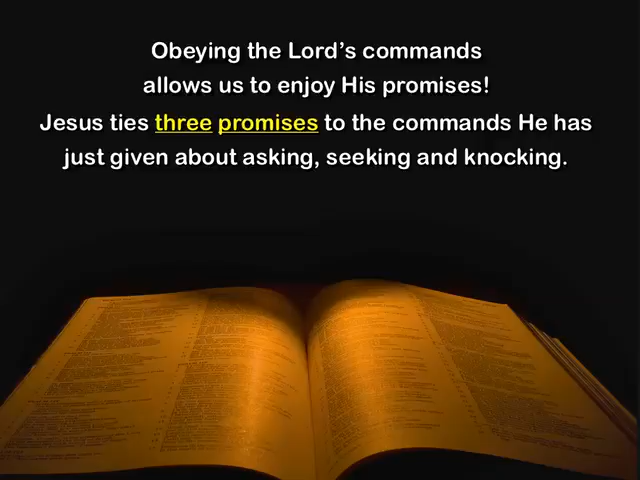 Obeying the Lord's commands
allows us to enjoy His promises!
Jesus ties three promises to the commands He has
just given about asking, seeking and knocking.